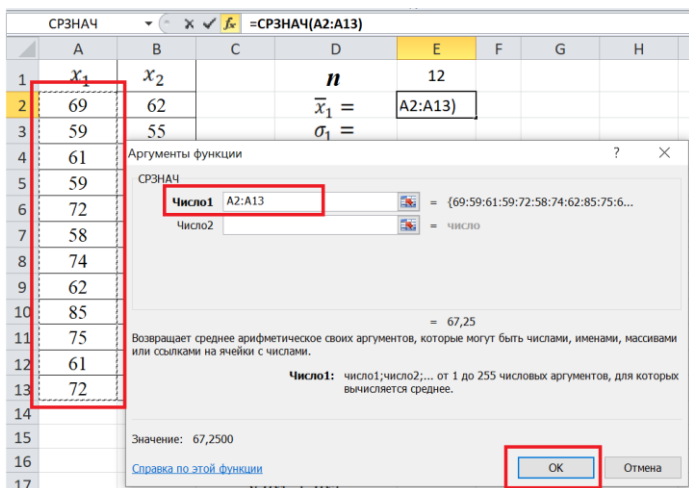 СРЗНАЧ =СРЗНАЧ(A2:A13)
A B C D E F G H
1 x₁ x₂ n 12
2 69 62 x̅₁ = A2:A13)
3 59 55 σ₁ =
4 61 Аргументы функции ? ×
5 59 СРЗНАЧ
6 72 Число1 A2:A13 = {69:59:61:59:72:58:74:62:85:75:6...
7 58 Число2 = число
8 74
9 62
10 85 = 67,25
11 75 Возвращает среднее арифметическое своих аргументов, которые могут быть числами, именами, массивами
или ссылками на ячейки с числами.
12 61 Число1: число1;число2;... от 1 до 255 числовых аргументов, для которых
13 72 вычисляется среднее.
14
15 Значение: 67,2500
16 Справка по этой функции ОК Отмена
17